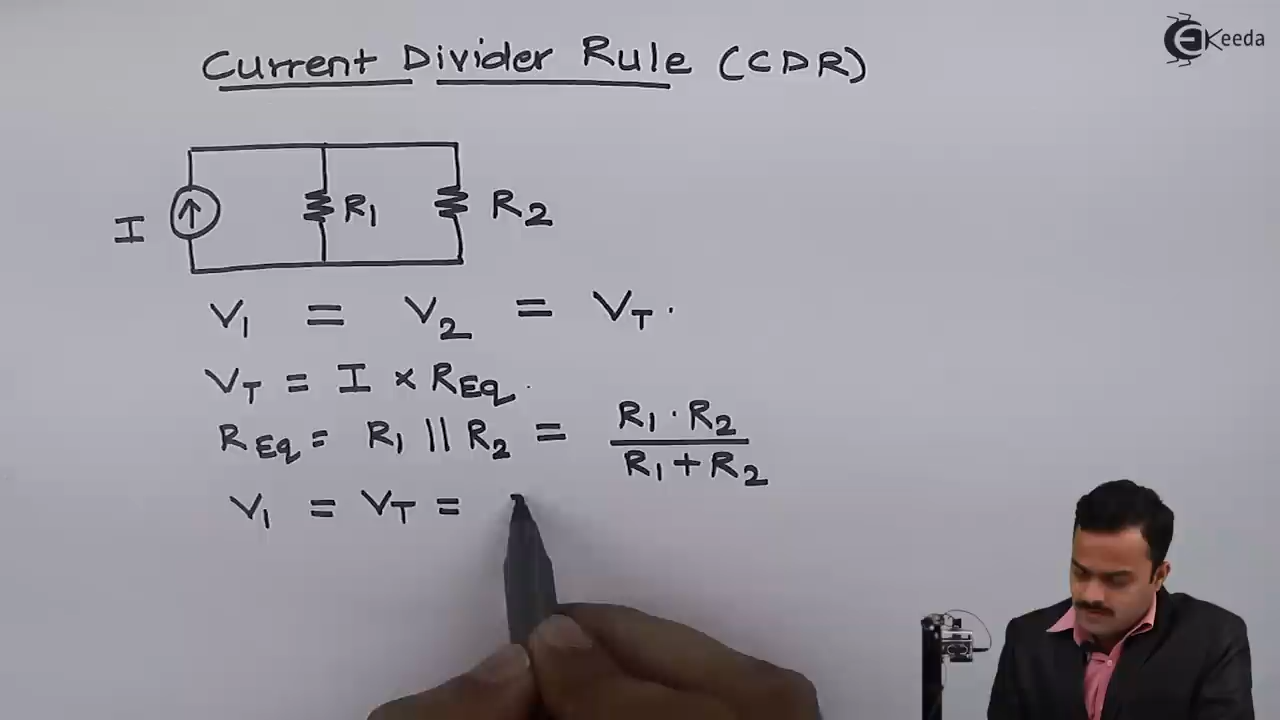 Current Divider Rule (CDR)
EKeeda
I
R1
R2
V1 = V2 = VT.
VT = I × REq.
REq = R1 || R2 = R1 · R2 / R1 + R2
V1 = VT =